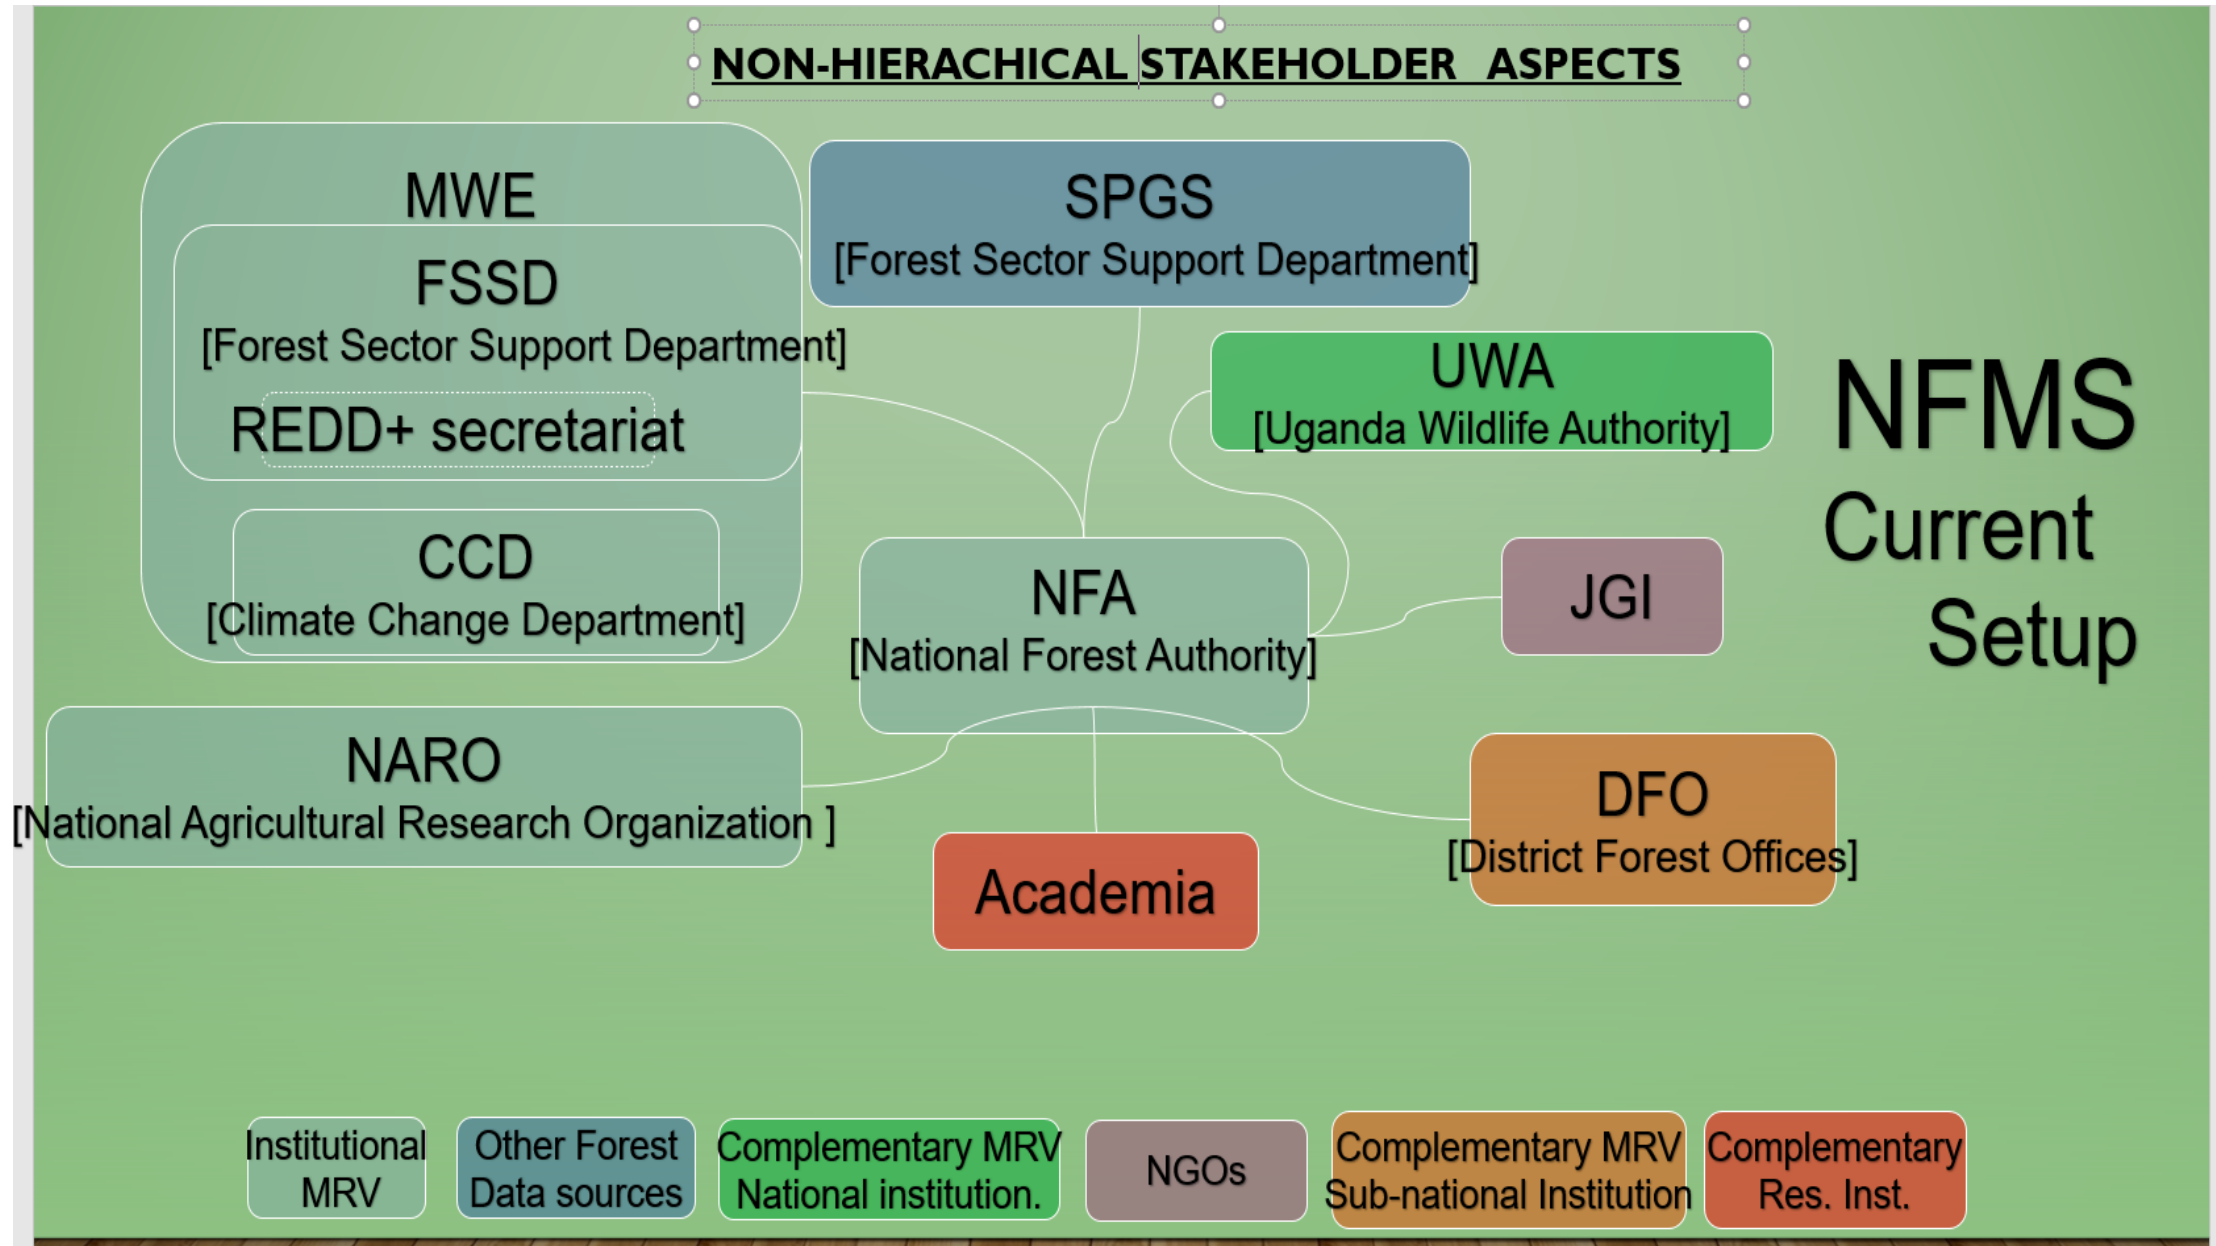 NON-HIERACHICAL STAKEHOLDER ASPECTS
MWE
FSSD
[Forest Sector Support Department]
REDD+ secretariat
CCD
[Climate Change Department]
SPGS
[Forest Sector Support Department]
UWA
[Uganda Wildlife Authority]
NFMS
Current
Setup
NFA
[National Forest Authority]
JGI
NARO
[National Agricultural Research Organization ]
Academia
DFO
[District Forest Offices]
Institutional
MRV
Other Forest
Data sources
Complementary MRV
National institution.
NGOs
Complementary MRV
Sub-national Institution
Complementary
Res. Inst.